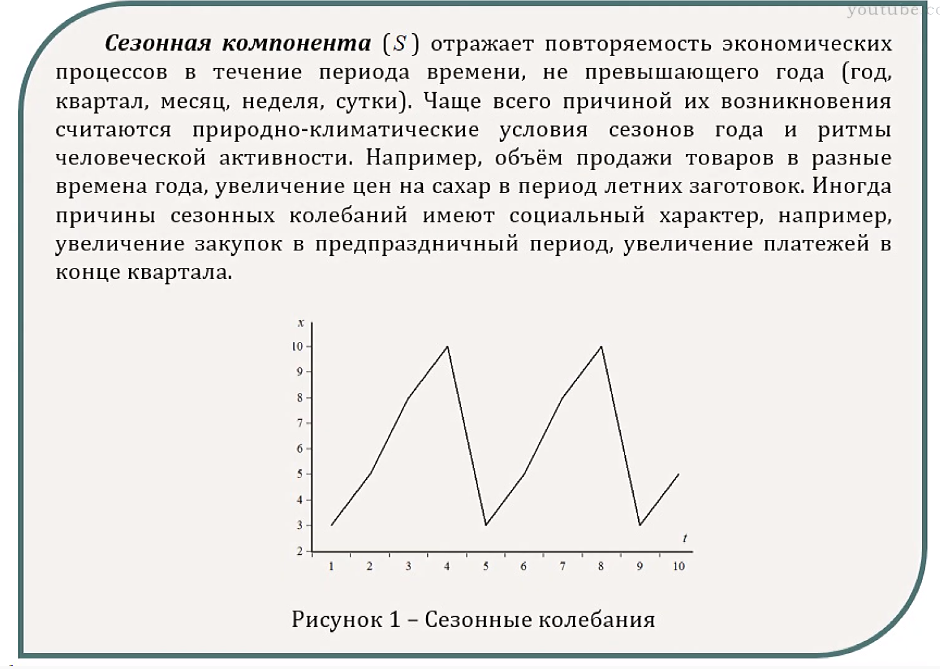 youtube.co
Сезонная компонента (S) отражает повторяемость экономических
процессов в течение периода времени, не превышающего года (год,
квартал, месяц, неделя, сутки). Чаще всего причиной их возникновения
считаются природно-климатические условия сезонов года и ритмы
человеческой активности. Например, объём продажи товаров в разные
времена года, увеличение цен на сахар в период летних заготовок. Иногда
причины сезонных колебаний имеют социальный характер, например,
увеличение закупок в предпраздничный период, увеличение платежей в
конце квартала.
x
10
9
8
7
6
5
4
3
2
t
1 2 3 4 5 6 7 8 9 10
Рисунок 1 – Сезонные колебания